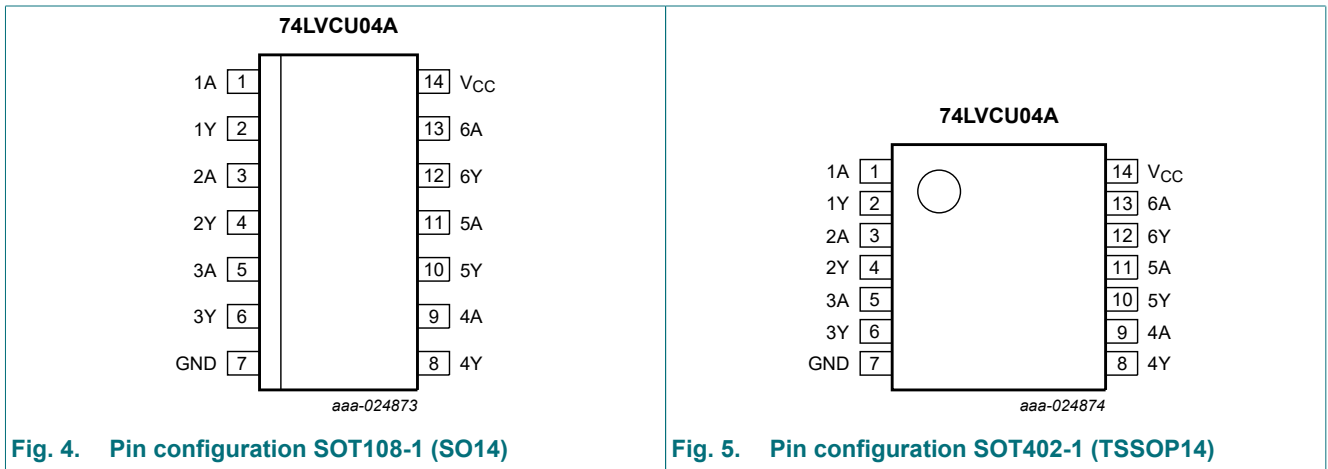 74LVCU04A
1A 1 14 VCC
1Y 2 13 6A
2A 3 12 6Y
2Y 4 11 5A
3A 5 10 5Y
3Y 6 9 4A
GND 7 8 4Y
aaa-024873
Fig. 4. Pin configuration SOT108-1 (SO14)
74LVCU04A
1A 1 14 VCC
1Y 2 13 6A
2A 3 12 6Y
2Y 4 11 5A
3A 5 10 5Y
3Y 6 9 4A
GND 7 8 4Y
aaa-024874
Fig. 5. Pin configuration SOT402-1 (TSSOP14)